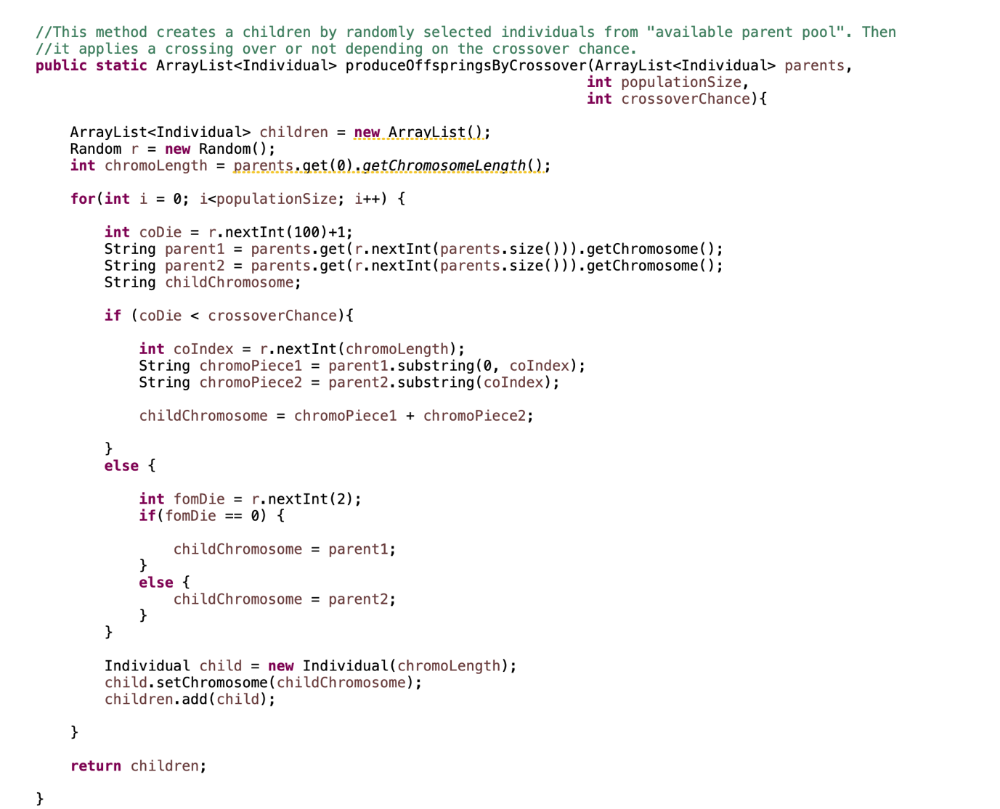 //This method creates a children by randomly selected individuals from "available parent pool". Then
//it applies a crossing over or not depending on the crossover chance.
public static ArrayList<Individual> produceOffspringsByCrossover(ArrayList<Individual> parents,
int populationSize,
int crossoverChance){
ArrayList<Individual> children = new ArrayList();
Random r = new Random();
int chromoLength = parents.get(0).getChromosomeLength();
for(int i = 0; i<populationSize; i++) {
int coDie = r.nextInt(100)+1;
String parent1 = parents.get(r.nextInt(parents.size())).getChromosome();
String parent2 = parents.get(r.nextInt(parents.size())).getChromosome();
String childChromosome;
if (coDie < crossoverChance){
int coIndex = r.nextInt(chromoLength);
String chromoPiece1 = parent1.substring(0, coIndex);
String chromoPiece2 = parent2.substring(coIndex);
childChromosome = chromoPiece1 + chromoPiece2;
}
else {
int fomDie = r.nextInt(2);
if(fomDie == 0) {
childChromosome = parent1;
}
else {
childChromosome = parent2;
}
}
Individual child = new Individual(chromoLength);
child.setChromosome(childChromosome);
children.add(child);
}
return children;
}